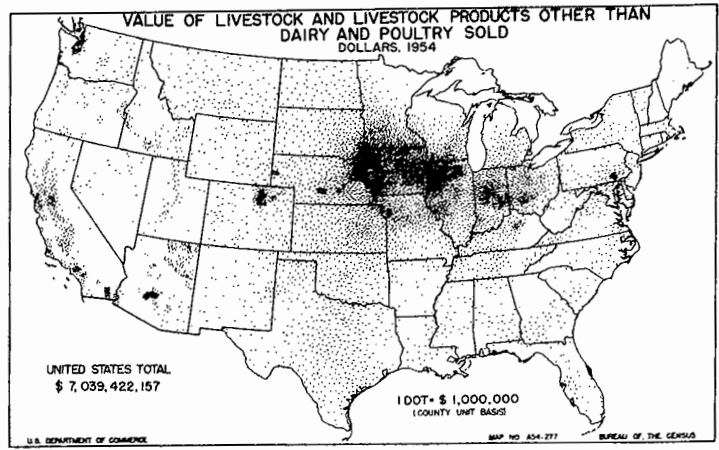 VALUE OF LIVESTOCK AND LIVESTOCK PRODUCTS OTHER THAN
DAIRY AND POULTRY SOLD
DOLLARS, 1954
UNITED STATES TOTAL
$ 7,039,422,157
1 DOT = $ 1,000,000
(COUNTY UNIT BASIS)
U.S. DEPARTMENT OF COMMERCE
MAP NO A54-277
BUREAU OF THE CENSUS